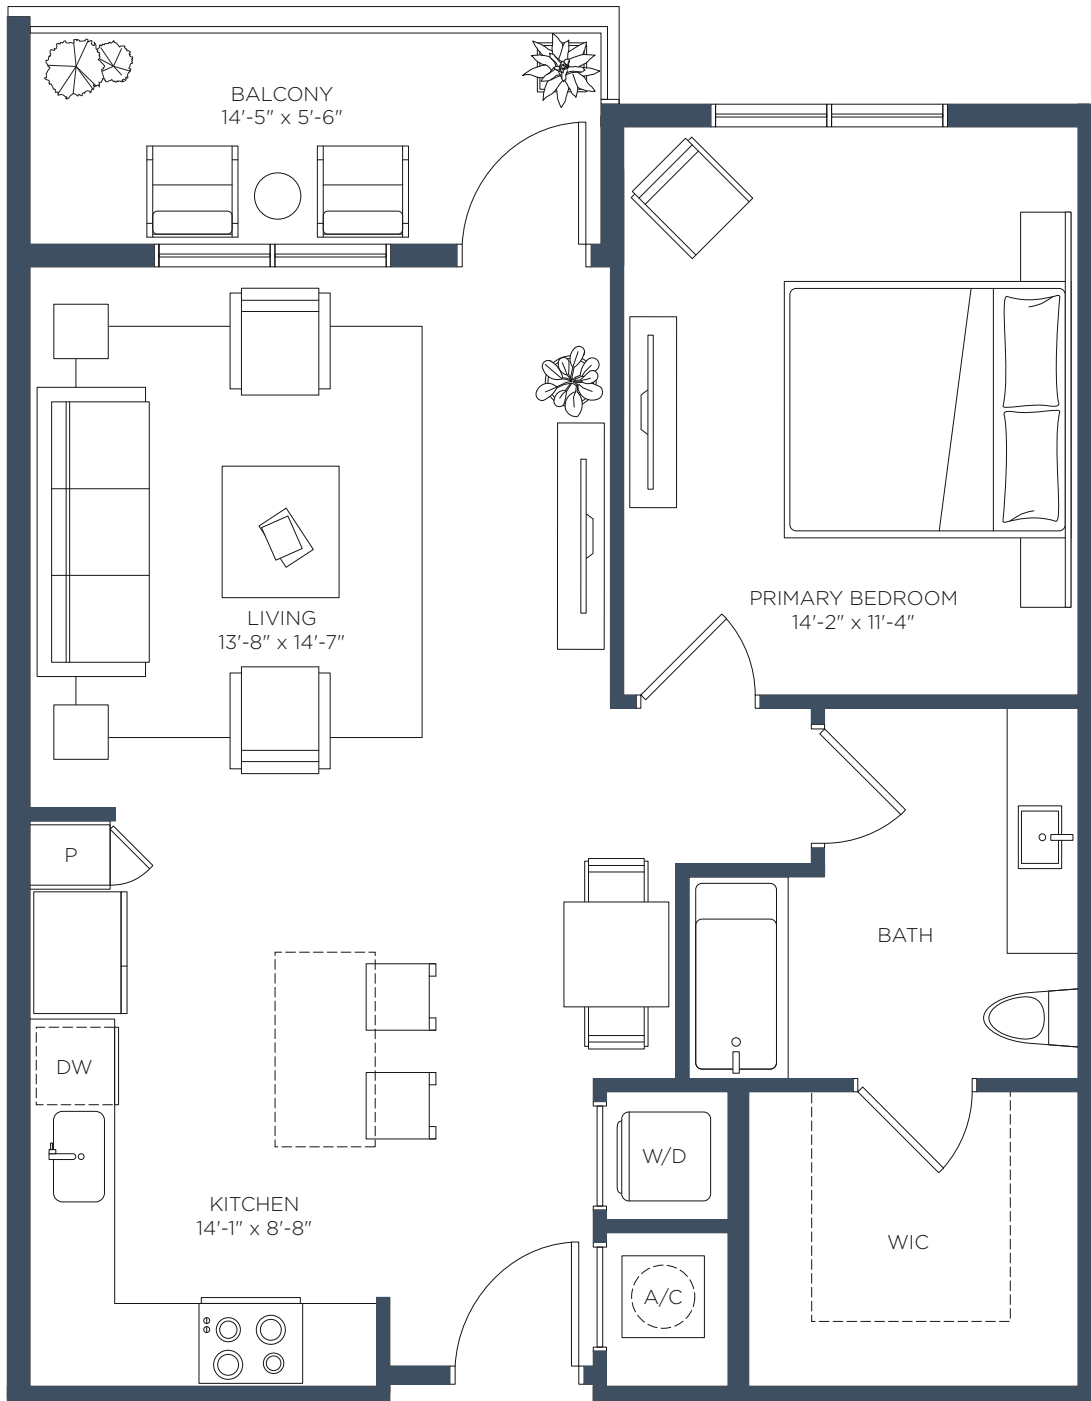 BALCONY
14'-5" x 5'-6"
PRIMARY BEDROOM
14'-2" x 11'-4"
LIVING
13'-8" x 14'-7"
P
BATH
DW
W/D
KITCHEN
14'-1" x 8'-8"
WIC
A/C